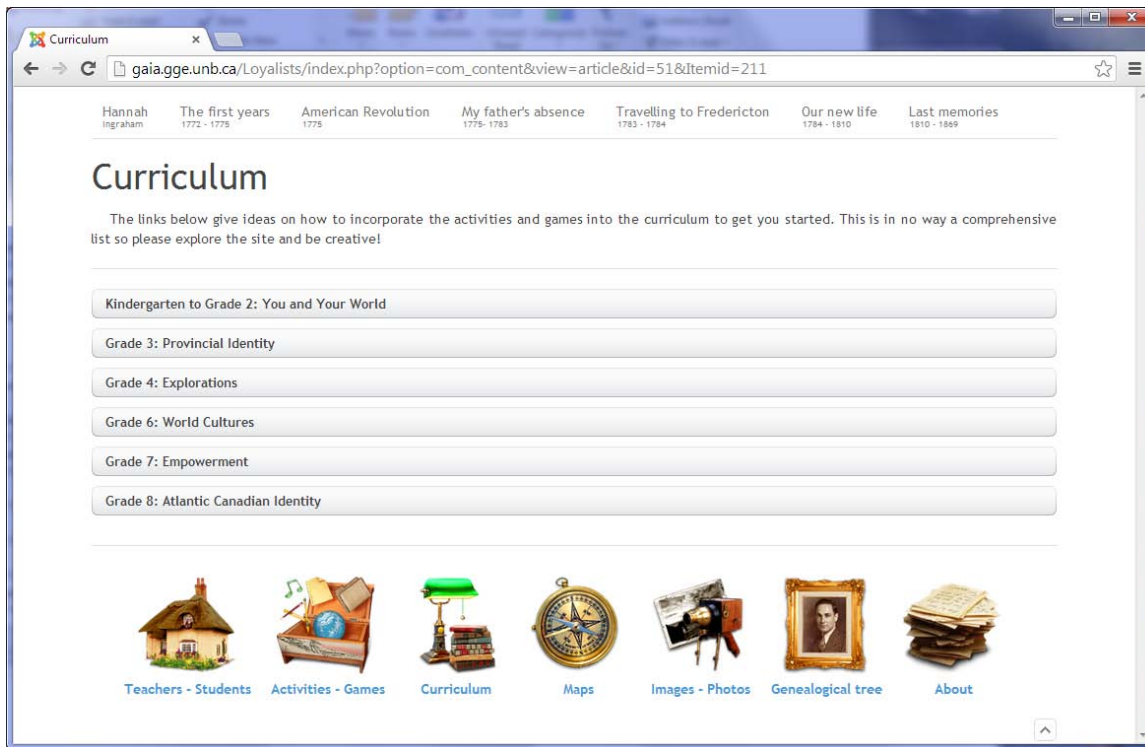 Curriculum
gaia.gge.unb.ca/Loyalists/index.php?option=com_content&view=article&id=51&Itemid=211
Hannah The first years American Revolution My father's absence Travelling to Fredericton Our new life Last memories
Ingraham 1772 - 1775 1775 1775- 1783 1783 - 1784 1784 - 1810 1810 - 1869
Curriculum
The links below give ideas on how to incorporate the activities and games into the curriculum to get you started. This is in no way a comprehensive
list so please explore the site and be creative!
Kindergarten to Grade 2: You and Your World
Grade 3: Provincial Identity
Grade 4: Explorations
Grade 6: World Cultures
Grade 7: Empowerment
Grade 8: Atlantic Canadian Identity
Teachers - Students Activities - Games Curriculum Maps Images - Photos Genealogical tree About